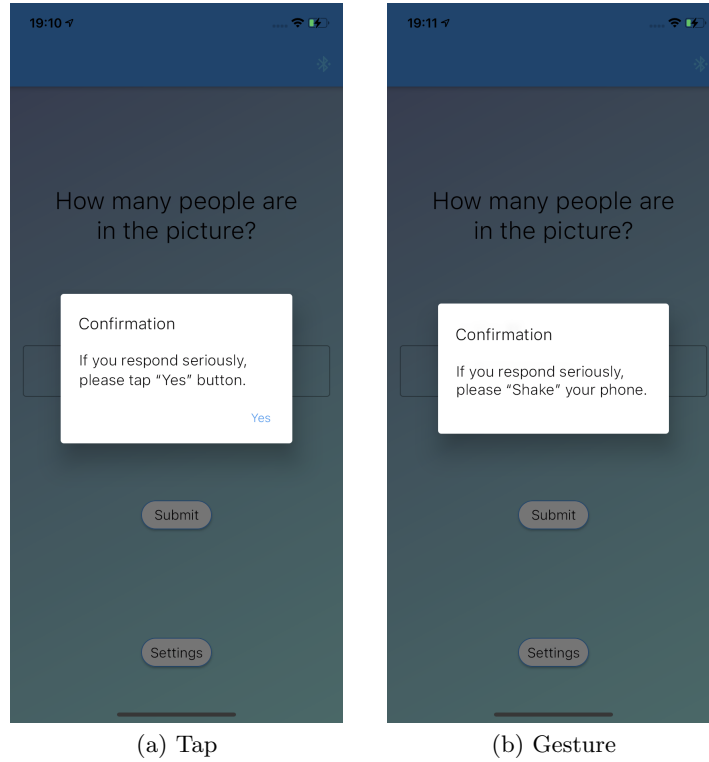 19:10
How many people are
in the picture?
Confirmation
If you respond seriously,
please tap “Yes” button.
Yes
Submit
Settings
(a) Tap
19:11
How many people are
in the picture?
Confirmation
If you respond seriously,
please “Shake” your phone.
Submit
Settings
(b) Gesture